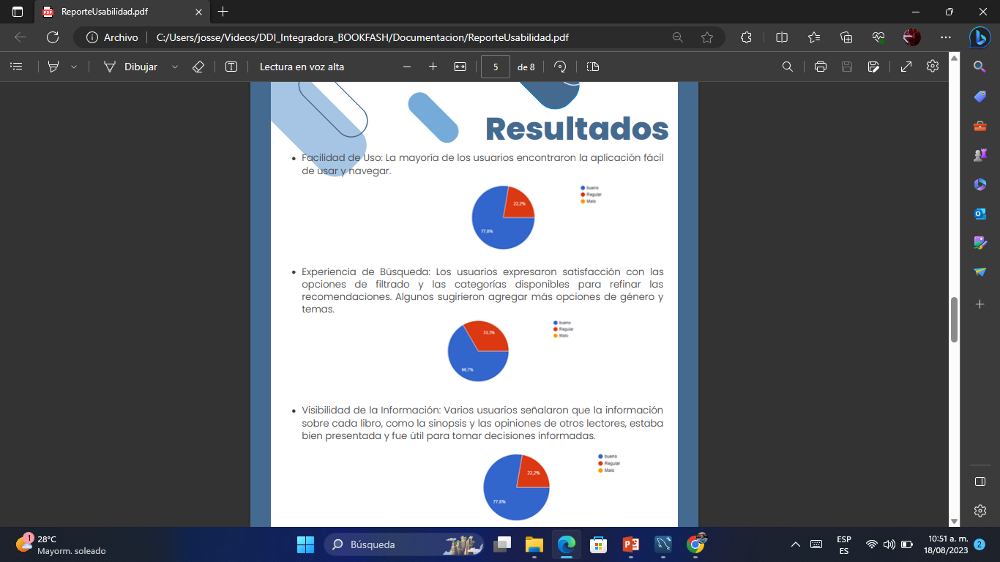 ReporteUsabilidad.pdf
Archivo
C:/Users/josse/Videos/DDI_Integradora_BOOKFASH/Documentacion/ReporteUsabilidad.pdf
Dibujar
Lectura en voz alta
5
de 8
Resultados
• Facilidad de Uso: La mayoría de los usuarios encontraron la aplicación fácil
de usar y navegar.
bueno
Regular
Malo
22,2%
77,8%
• Experiencia de Búsqueda: Los usuarios expresaron satisfacción con las
opciones de filtrado y las categorías disponibles para refinar las
recomendaciones. Algunos sugirieron agregar más opciones de género y
temas.
bueno
Regular
Malo
33,3%
66,7%
• Visibilidad de la Información: Varios usuarios señalaron que la información
sobre cada libro, como la sinopsis y las opiniones de otros lectores, estaba
bien presentada y fue útil para tomar decisiones informadas.
bueno
Regular
Malo
22,2%
77,8%
1
28°C
Mayorm. soleado
Búsqueda
ESP
ES
10:51 a. m.
18/08/2023
2